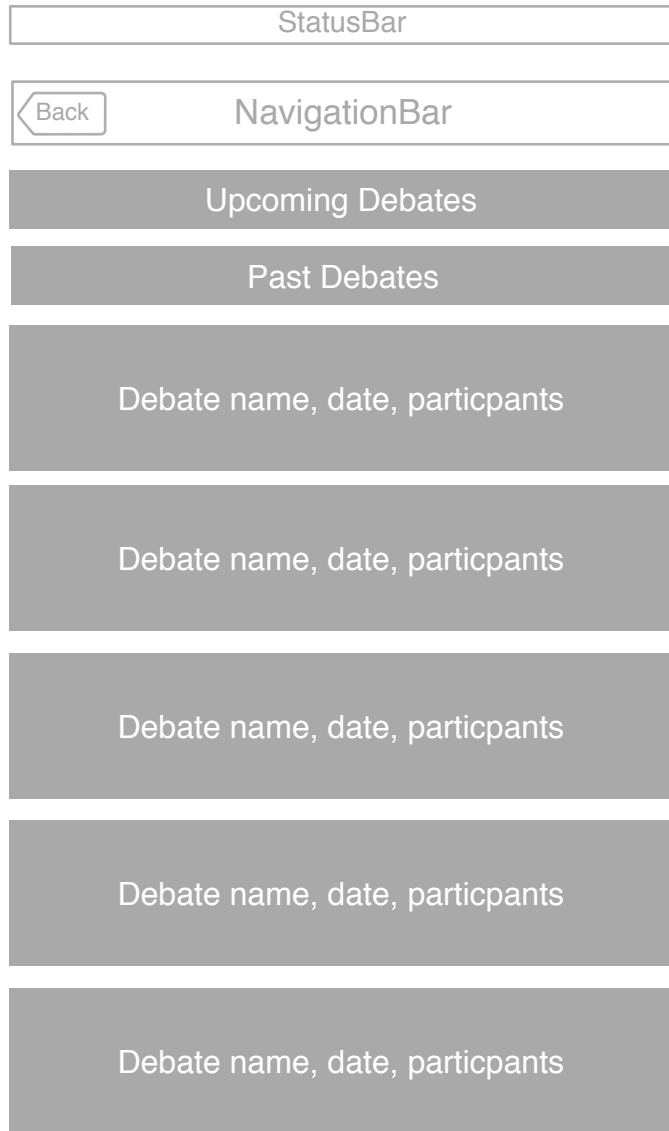 StatusBar
Back
NavigationBar
Upcoming Debates
Past Debates
Debate name, date, particpants
Debate name, date, particpants
Debate name, date, particpants
Debate name, date, particpants
Debate name, date, particpants